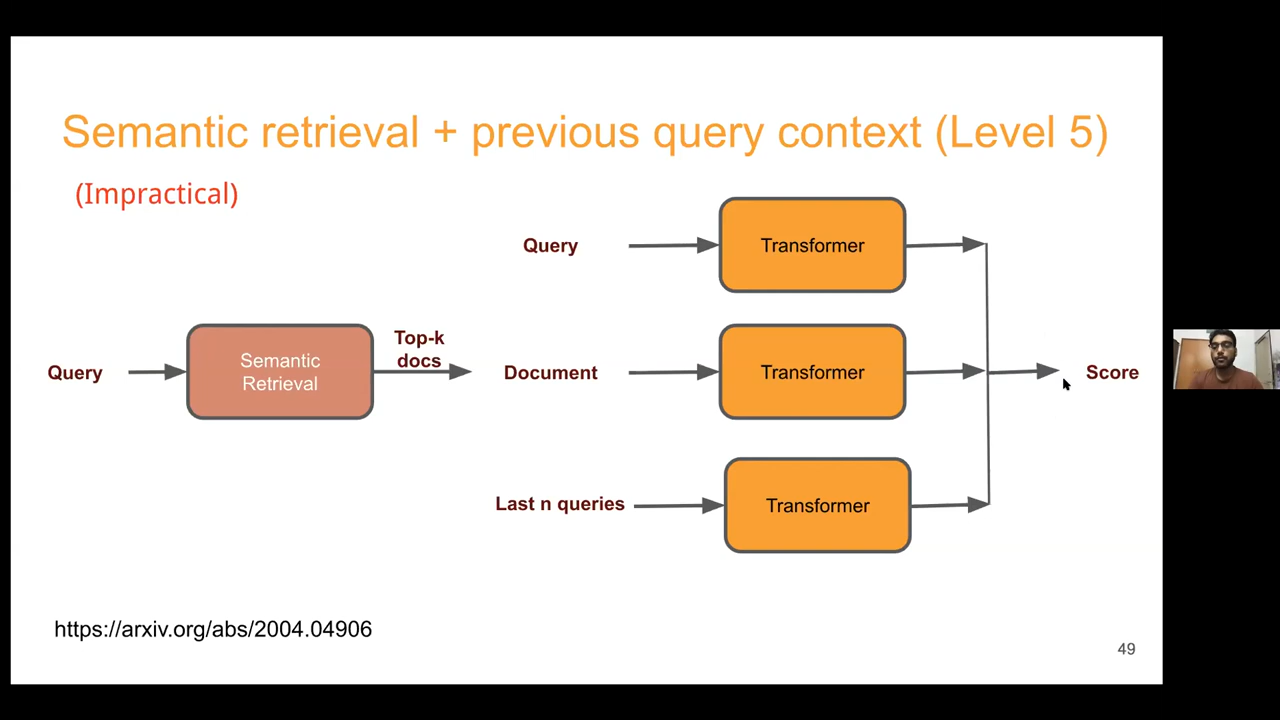 Semantic retrieval + previous query context (Level 5)
(Impractical)
Query
Semantic
Retrieval
Top-k
docs
Query
Transformer
Document
Transformer
Last n queries
Transformer
Score
https://arxiv.org/abs/2004.04906
49